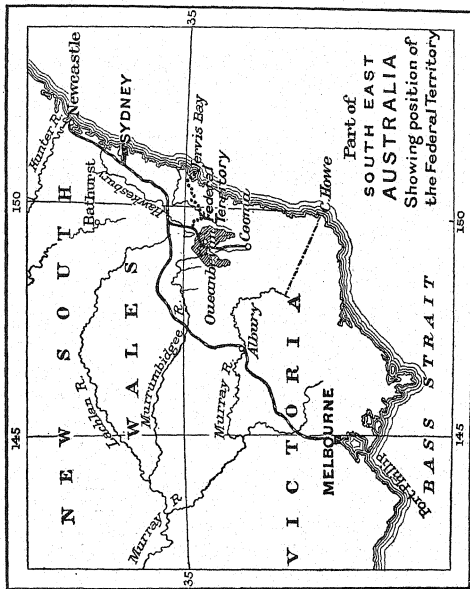 145
150
35
NEW SOUTH
WALES
Hunter R.
Newcastle
Bathurst
Hawkesbury
SYDNEY
Lachlan R.
Murrumbidgee R.
Murray R.
35
35
Jervis Bay
Federal
Territory
Queanb
Cooma
Murray R.
Albury
VICTORIA
C. Howe
MELBOURNE
Port Phillip
BASS STRAIT
145
150
Part of
SOUTH EAST
AUSTRALIA
Showing position of
the Federal Territory